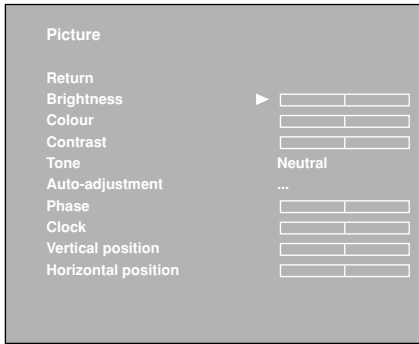 Picture
Return
Brightness
Colour
Contrast
Tone Neutral
Auto-adjustment ...
Phase
Clock
Vertical position
Horizontal position